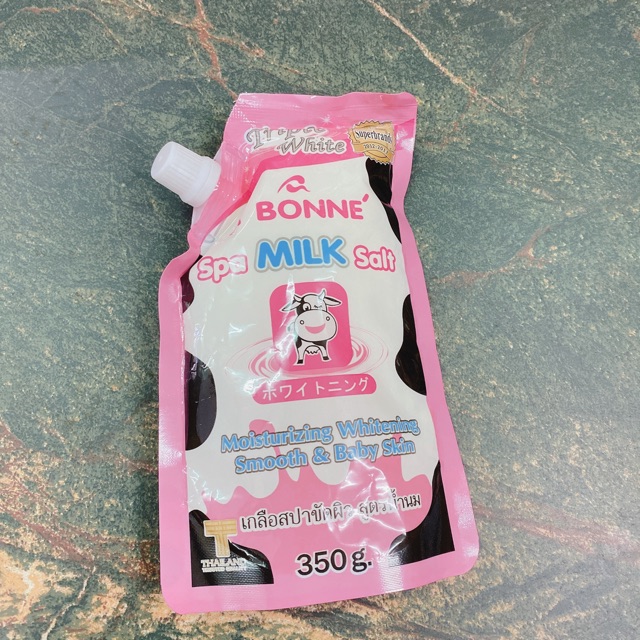 White
Superbrands
BONNE'
Spa MILK Salt
ホワイトニング
Moisturizing Whitening
Smooth & Baby Skin
เกลือสปาขัดผิว สูตรน้ำนม
THAILAND
350 g.